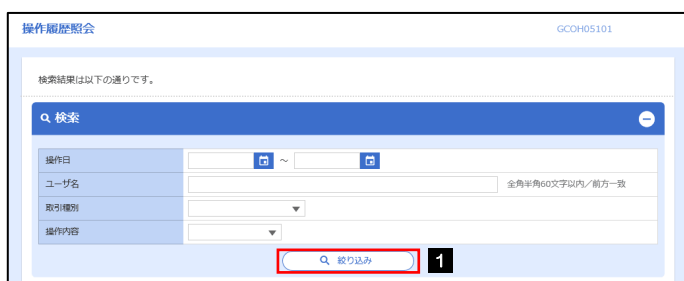 操作履歴照会 GCOH05101
検索結果は以下の通りです。
検索
操作日 ～
ユーザ名 全角半角60文字以内／前方一致
取引種別
操作内容
絞り込み 1